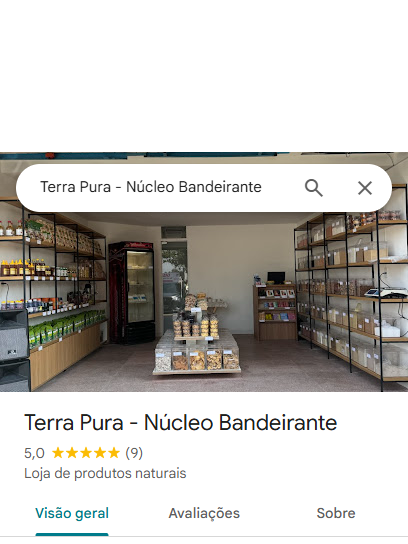 Terra Pura - Núcleo Bandeirante
Terra Pura - Núcleo Bandeirante
5,0 (9)
Loja de produtos naturais
Visão geral Avaliações Sobre